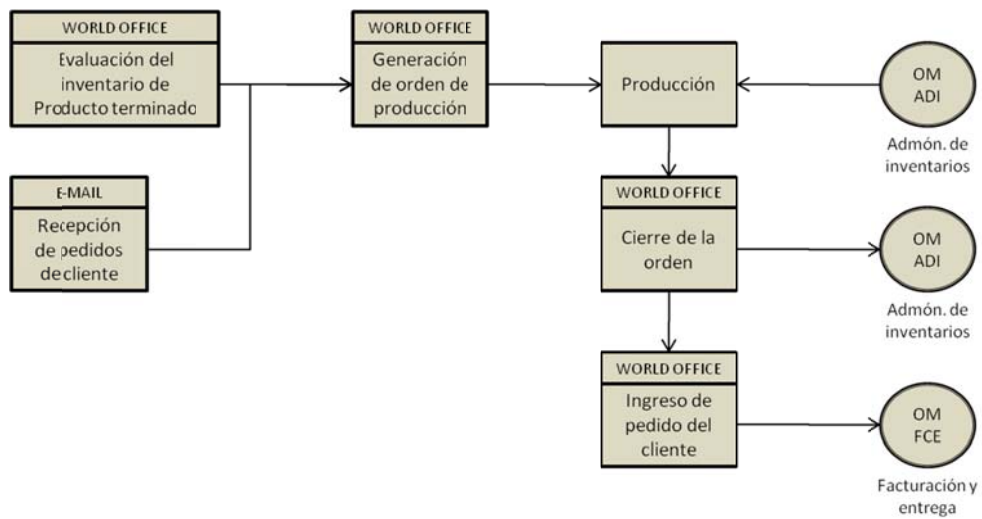 WORLD OFFICE
Evaluación del
inventario de
Producto terminado
WORLD OFFICE
Generación
de orden de
producción
Producción
OM
ADI
Admón. de
inventarios
E-MAIL
Recepción
de pedidos
de cliente
WORLD OFFICE
Cierre de la
orden
OM
ADI
Admón. de
inventarios
WORLD OFFICE
Ingreso de
pedido del
cliente
OM
FCE
Facturación y
entrega